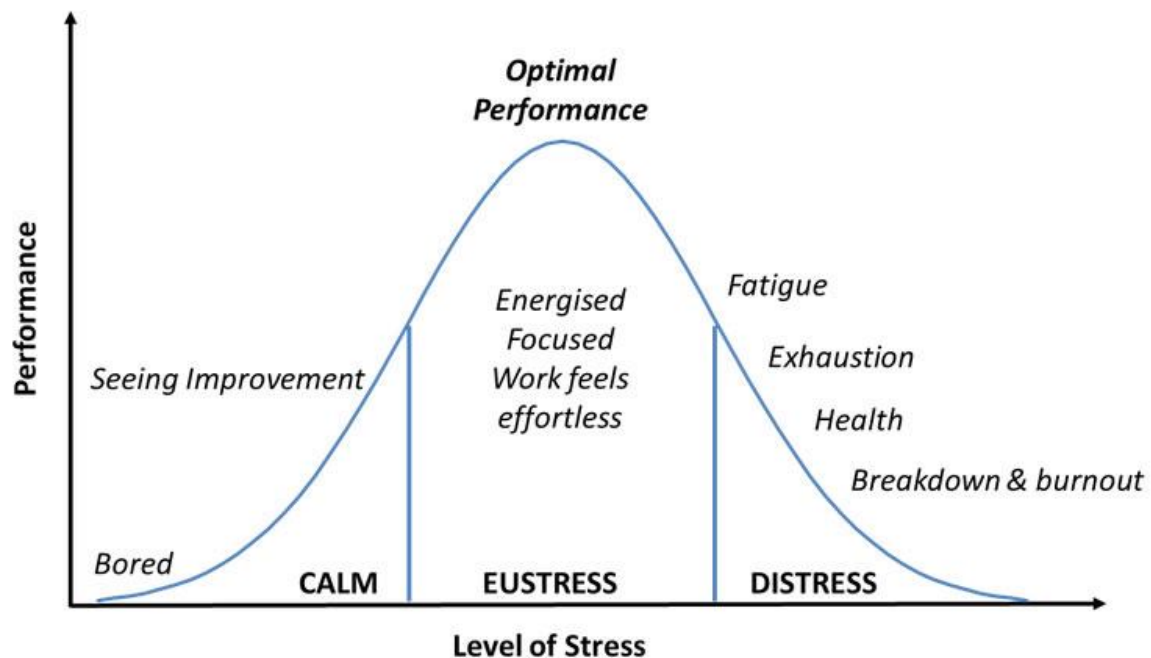 Optimal
Performance
Performance
Energised
Focused
Work feels
effortless
Fatigue
Exhaustion
Health
Breakdown & burnout
Seeing Improvement
Bored
CALM
EUSTRESS
DISTRESS
Level of Stress